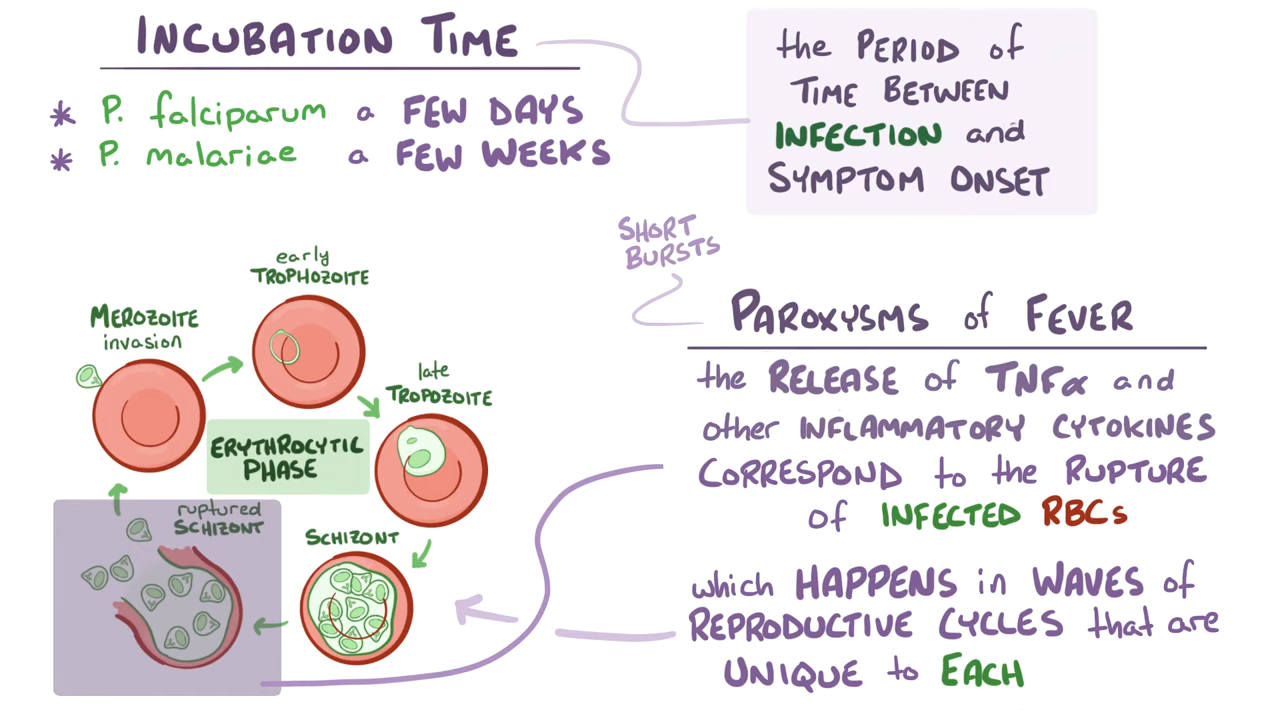 INCUBATION TIME
* P. falciparum a FEW DAYS
* P. malariae a FEW WEEKS
the PERIOD of
TIME BETWEEN
INFECTION and
SYMPTOM ONSET
early
TROPHOZOITE
MEROZOITE
invasion
late
TROPOZOITE
ERYTHROCYTIC
PHASE
ruptured
SCHIZONT
SCHIZONT
SHORT
BURSTS
PAROXYSMS of FEVER
the RELEASE of TNFα and
other INFLAMMATORY CYTOKINES
CORRESPOND to the RUPTURE
of INFECTED RBCs
which HAPPENS in WAVES of
REPRODUCTIVE CYCLES that are
UNIQUE to EACH